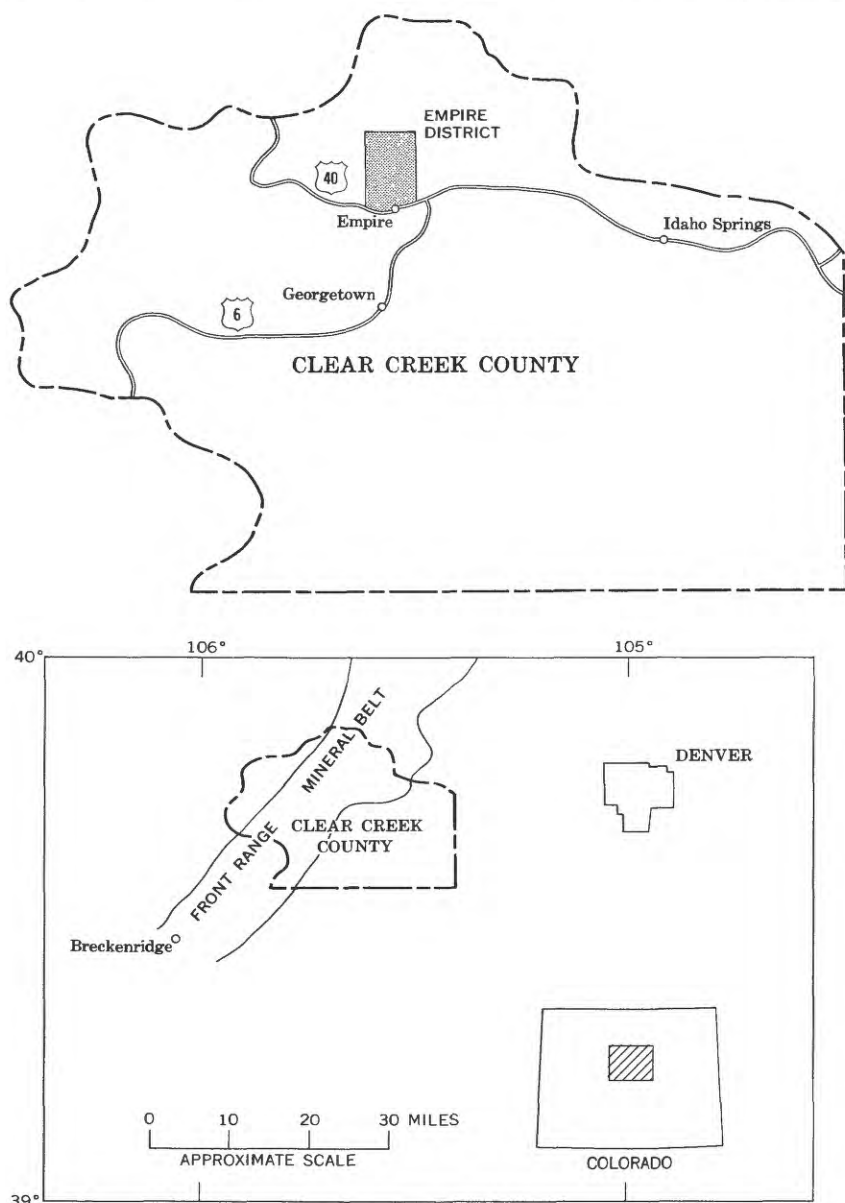 EMPIRE
DISTRICT
40
Empire
Idaho Springs
Georgetown
6
CLEAR CREEK COUNTY
106°
105°
40°
FRONT RANGE MINERAL BELT
DENVER
CLEAR CREEK
COUNTY
Breckenridge
0 10 20 30 MILES
APPROXIMATE SCALE
COLORADO
39°